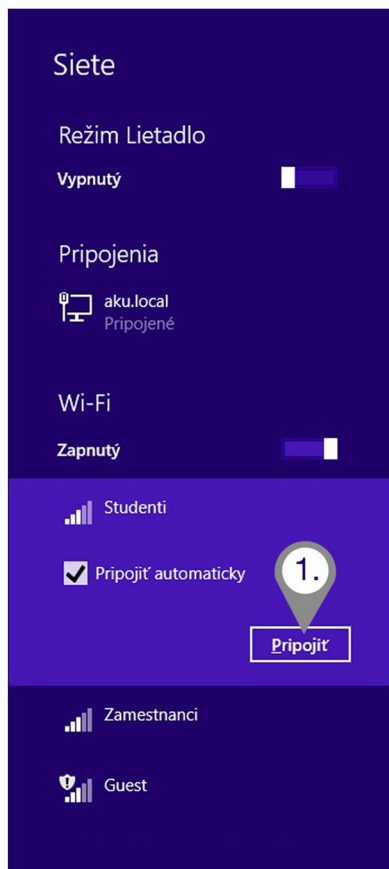 Siete
Režim Lietadlo
Vypnutý
Pripojenia
aku.local
Pripojené
Wi-Fi
Zapnutý
Studenti
Pripojiť automaticky
1.
Pripojiť
Zamestnanci
Guest